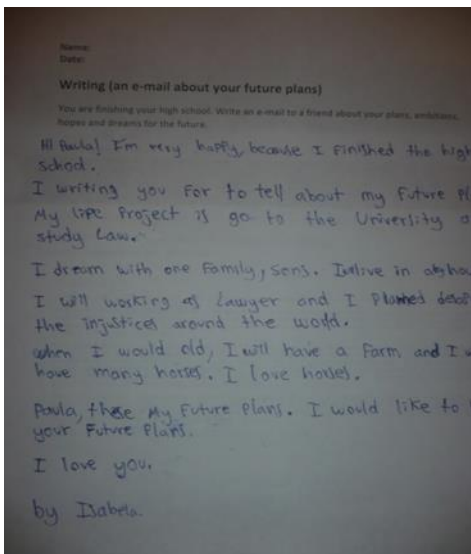 Name:
Date:
Writing (an e-mail about your future plans)
You are finishing your high school. Write an e-mail to a friend about your plans, ambitions,
hopes and dreams for the future.
Hi Paula! I'm very happy, because I finished the high
school.
I writing you for to tell about my future
My life Project is go to the University
study Law.
I dream with one family, sons. live in
I will working as Lawyer and I planned
the injustices around the world.
when I would old, I will have a farm and I
have many horses. I love horses.
Paula, these My Future Plans. I would like to
your Future Plans.
I love you.
by Isabela.